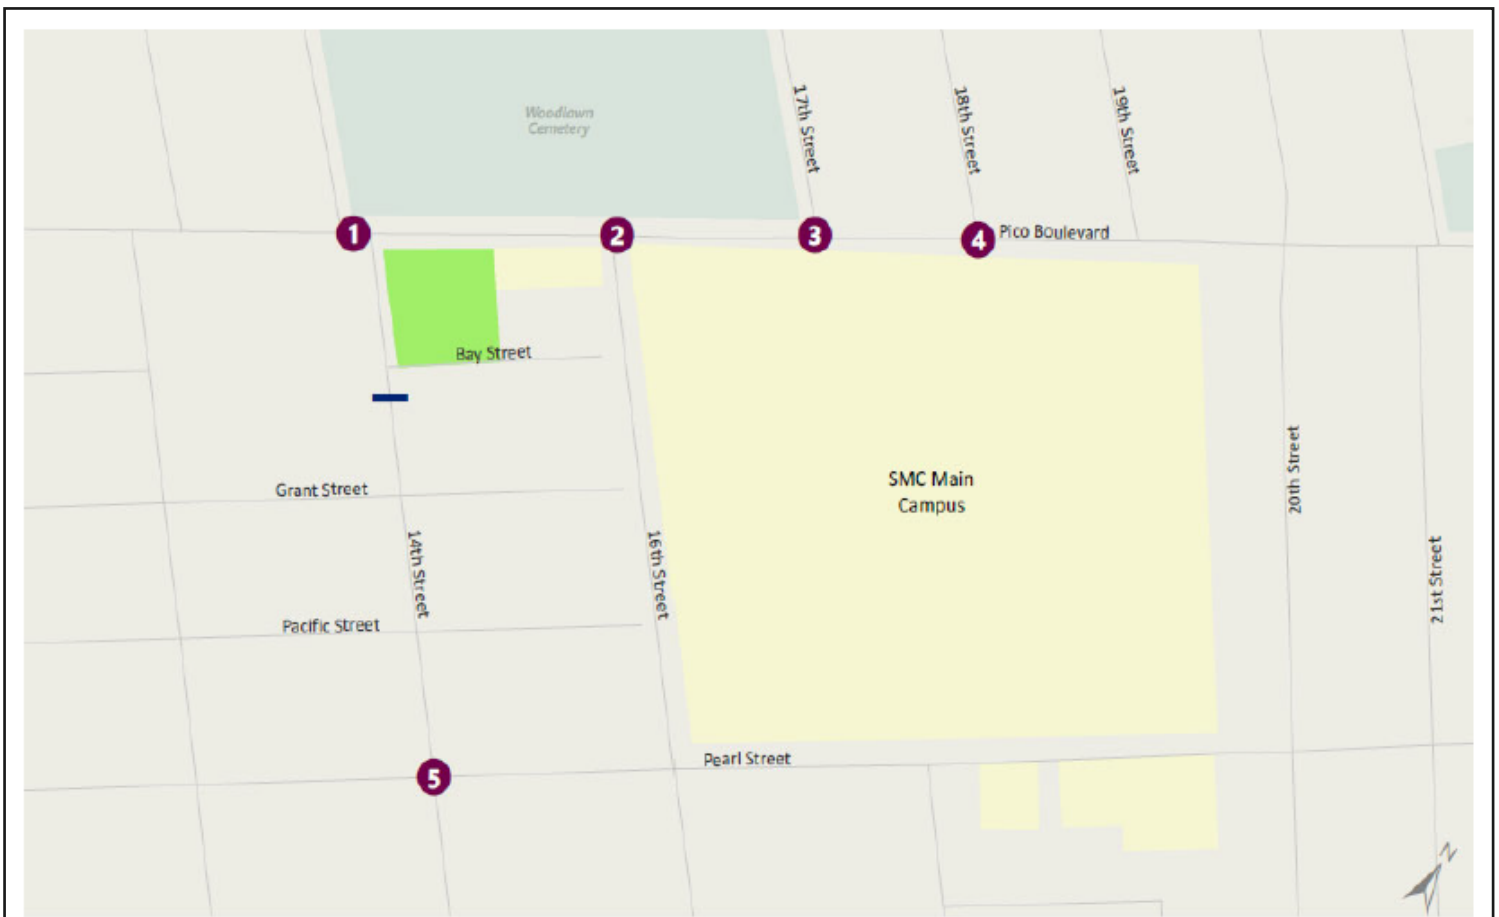 Woodlawn
Cemetery
17th Street
18th Street
19th Street
1
2
3
4
Pico Boulevard
Bay Street
Grant Street
14th Street
16th Street
SMC Main
Campus
20th Street
21st Street
Pacific Street
Pearl Street
5
N